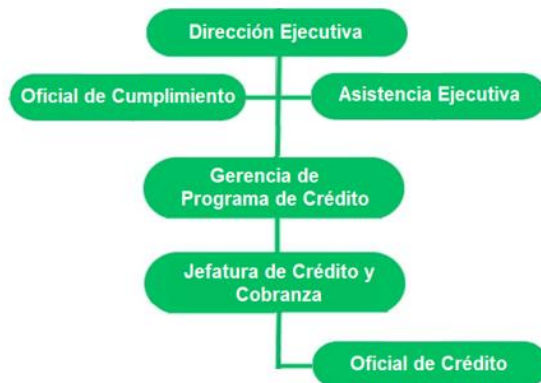 Dirección Ejecutiva
Oficial de Cumplimiento
Asistencia Ejecutiva
Gerencia de
Programa de Crédito
Jefatura de Crédito y
Cobranza
Oficial de Crédito